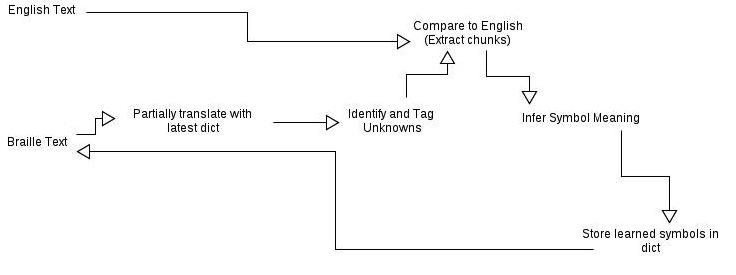 English Text
Compare to English
(Extract chunks)
Partially translate with
latest dict
Identify and Tag
Unknowns
Infer Symbol Meaning
Braille Text
Store learned symbols in
dict